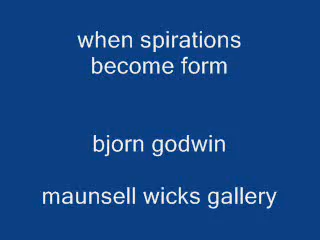 when spirations
become form
bjorn godwin
maunsell wicks gallery